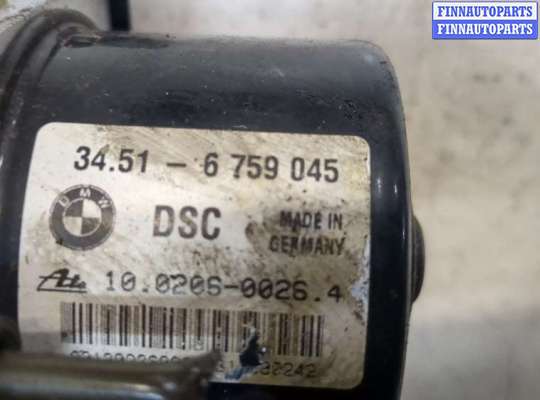 FINNAUTOPARTS
FINNAUTOPARTS
34.51 - 6 759 045
BMW
DSC
MADE IN
GERMANY
Ate 10.0206-0026.4